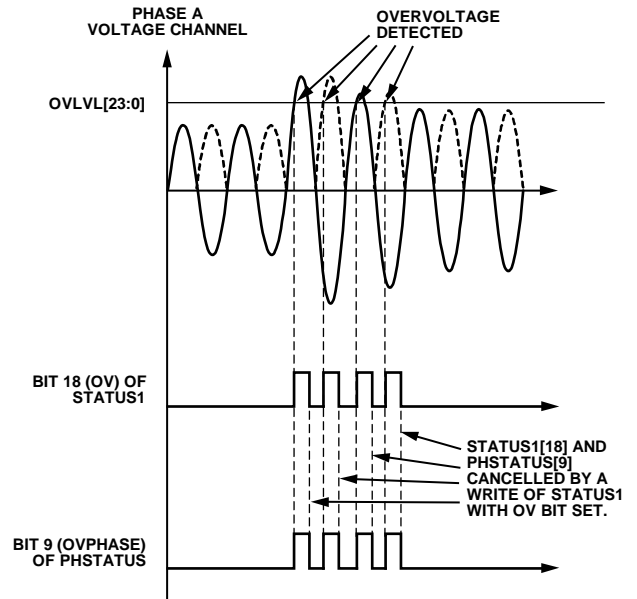 PHASE A
VOLTAGE CHANNEL
OVERVOLTAGE
DETECTED
OVLVL[23:0]
BIT 18 (OV) OF
STATUS1
STATUS1[18] AND
PHSTATUS[9]
CANCELLED BY A
WRITE OF STATUS1
WITH OV BIT SET.
BIT 9 (OVPHASE)
OF PHSTATUS